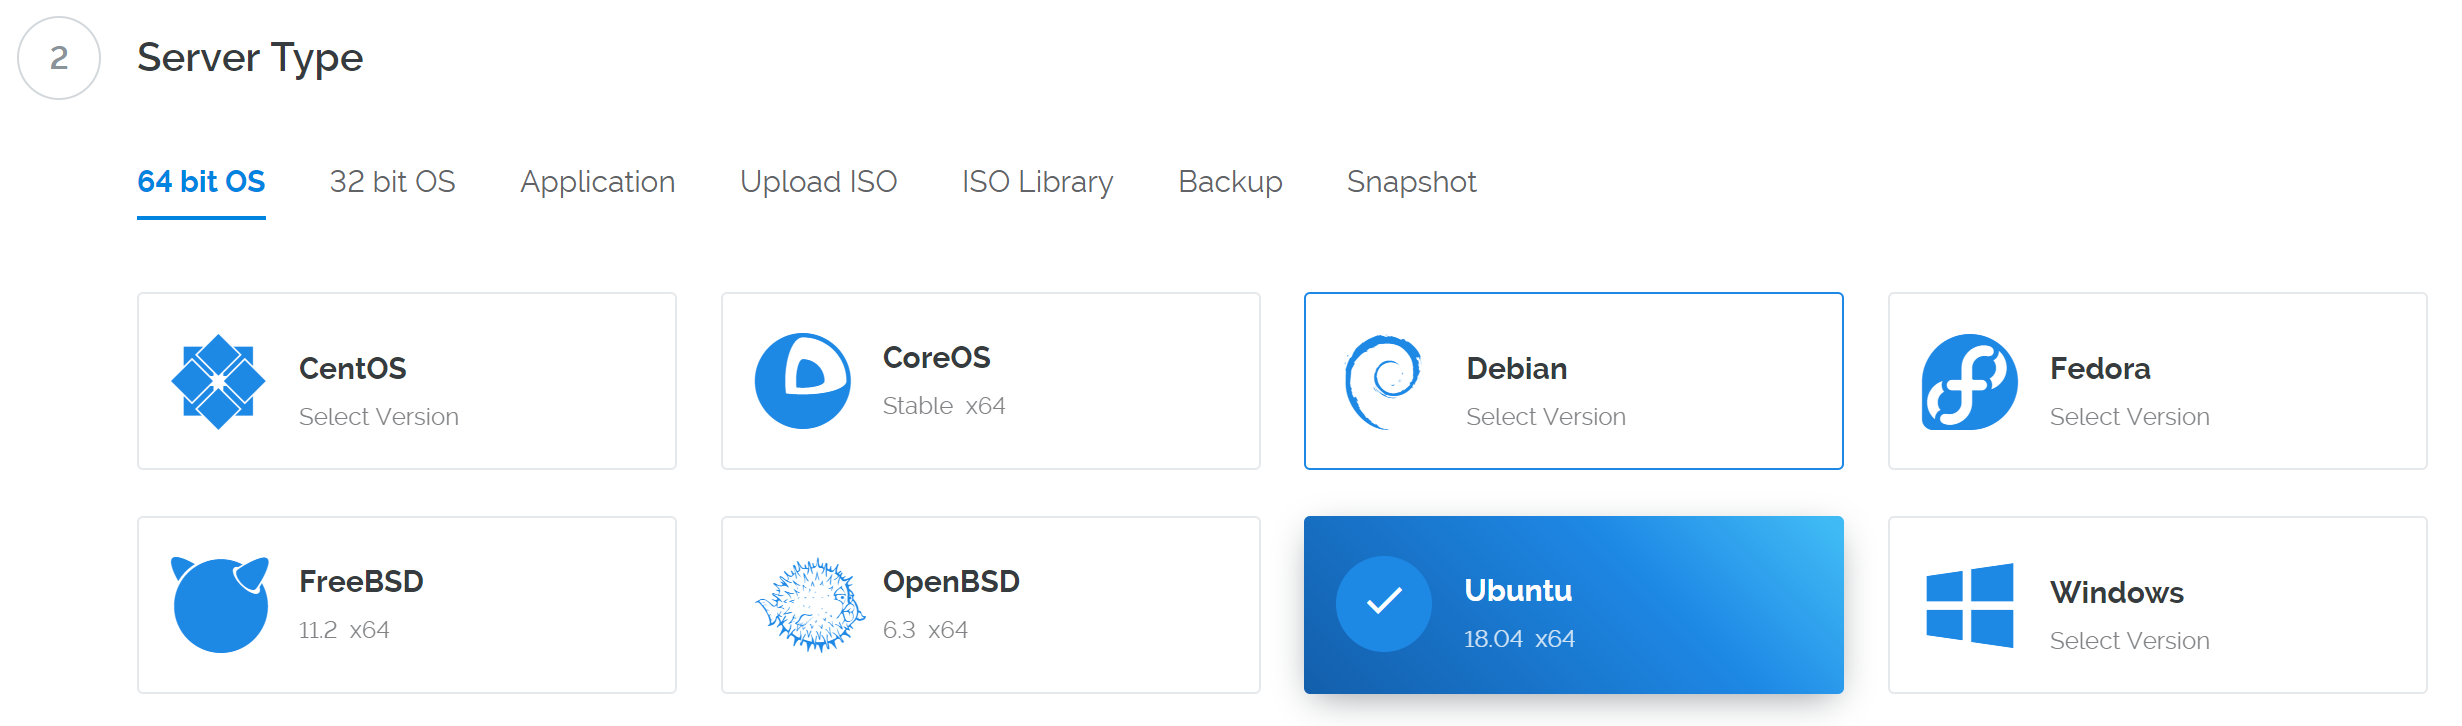 2
Server Type
64 bit OS
32 bit OS
Application
Upload ISO
ISO Library
Backup
Snapshot
CentOS
Select Version
CoreOS
Stable x64
Debian
Select Version
Fedora
Select Version
FreeBSD
11.2 x64
OpenBSD
6.3 x64
Ubuntu
18.04 x64
Windows
Select Version